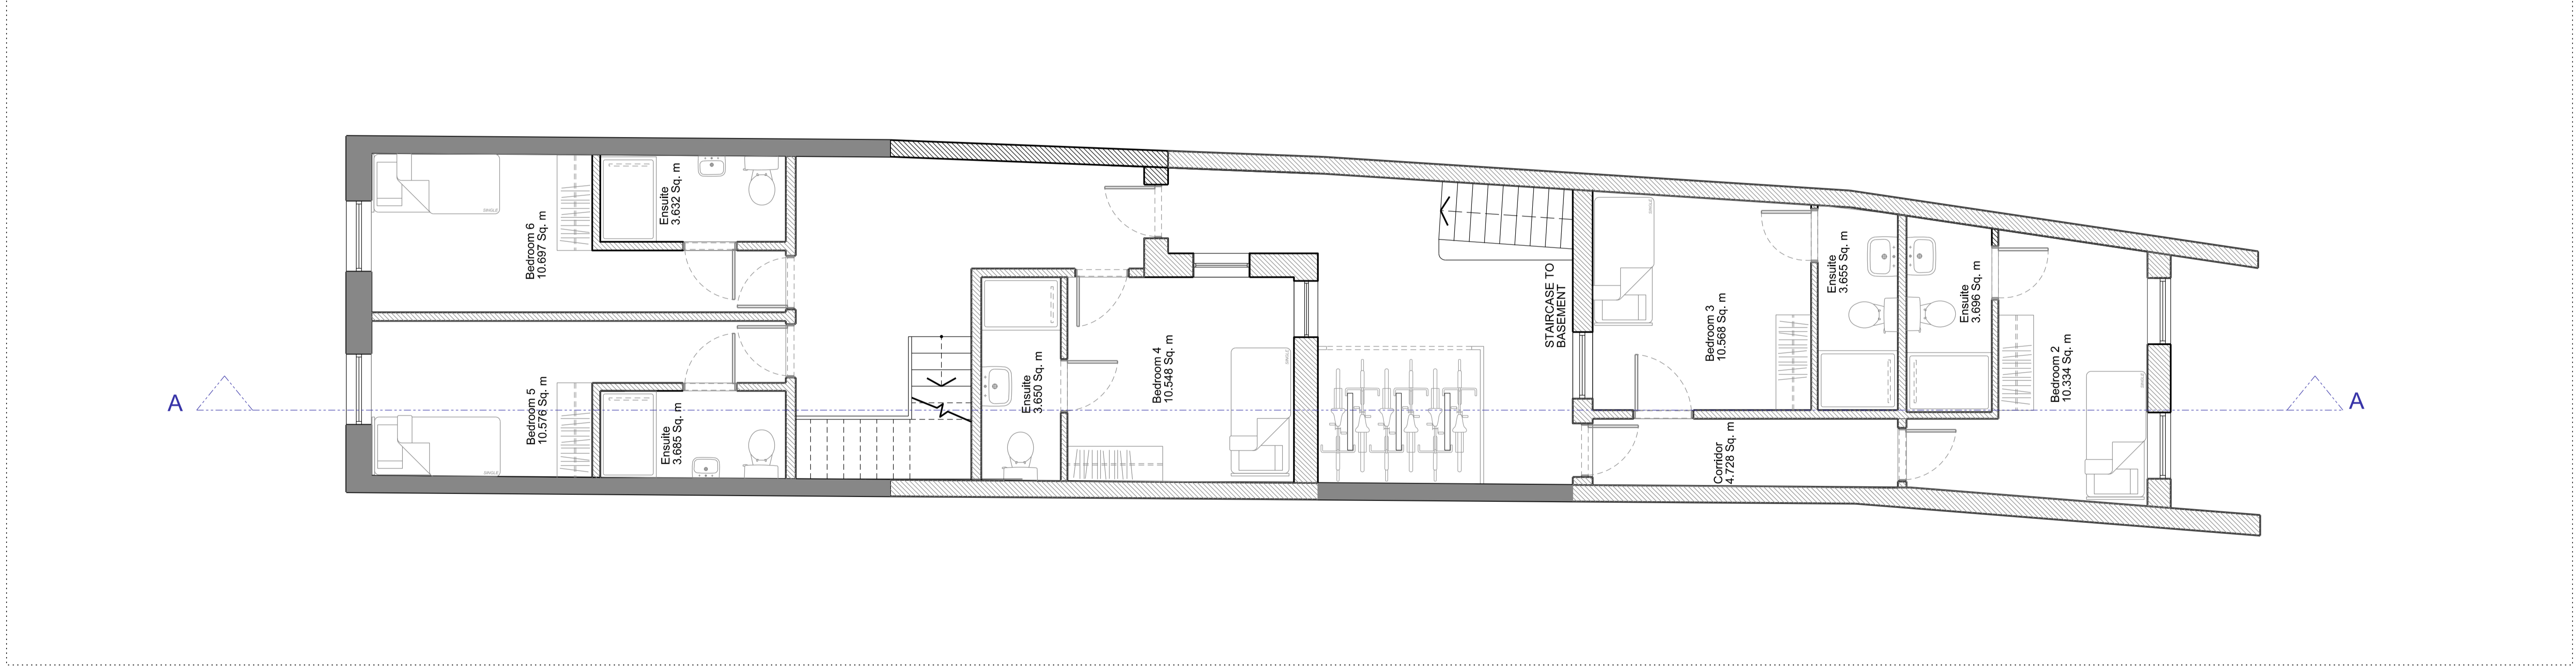 A
Bedroom 6
10.697 Sq. m
Ensuite
3.632 Sq. m
Bedroom 5
10.576 Sq. m
Ensuite
3.685 Sq. m
Ensuite
3.650 Sq. m
Bedroom 4
10.548 Sq. m
STAIRCASE TO
BASEMENT
Bedroom 3
10.568 Sq. m
Corridor
4.728 Sq. m
Ensuite
3.655 Sq. m
Ensuite
3.696 Sq. m
Bedroom 2
10.334 Sq. m
A
SINGLE
SINGLE